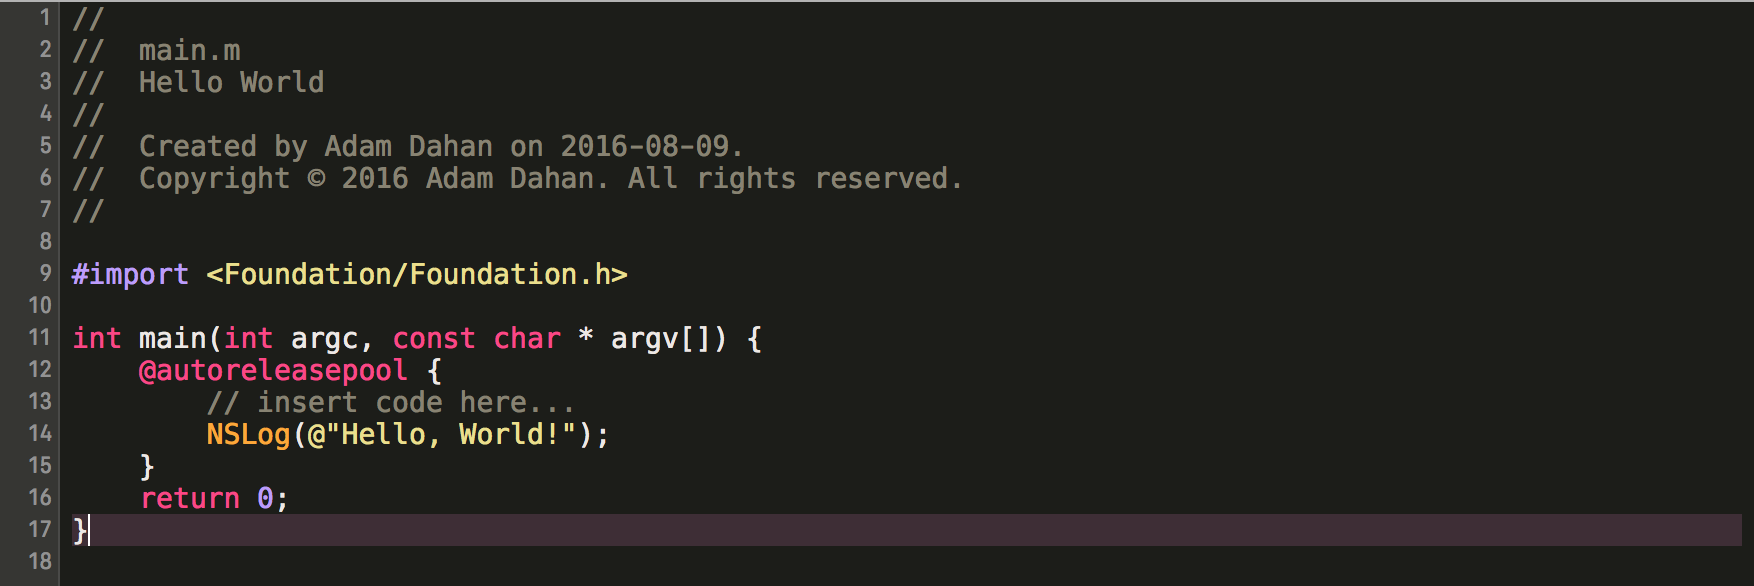 1 //
2 //  main.m
3 //  Hello World
4 //
5 //  Created by Adam Dahan on 2016-08-09.
6 //  Copyright © 2016 Adam Dahan. All rights reserved.
7 //
8
9 #import <Foundation/Foundation.h>
10
11 int main(int argc, const char * argv[]) {
12     @autoreleasepool {
13         // insert code here...
14         NSLog(@"Hello, World!");
15     }
16     return 0;
17 }
18